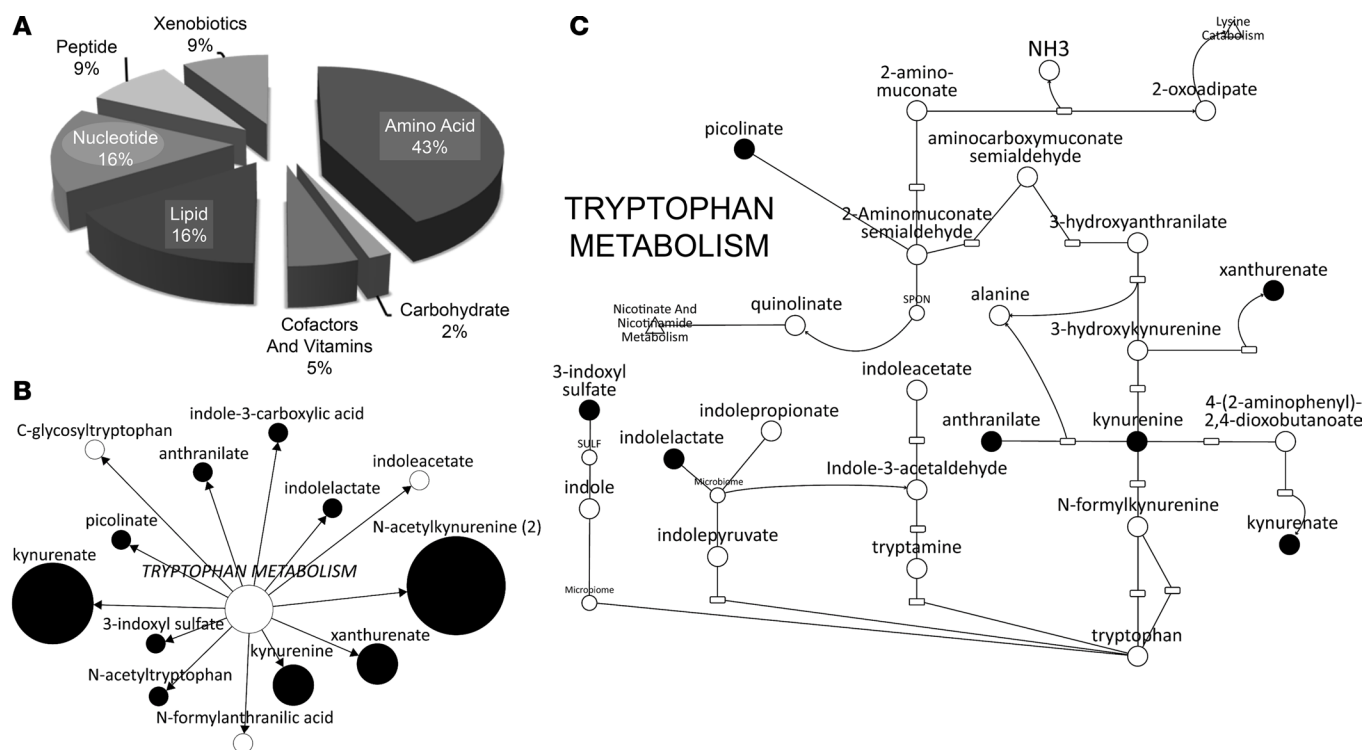 A
Xenobiotics
9%
Peptide
9%
Nucleotide
16%
Amino Acid
43%
Lipid
16%
Carbohydrate
2%
Cofactors
And Vitamins
5%
B
indole-3-carboxylic acid
C-glycosyltryptophan
anthranilate
indoleacetate
indolelactate
N-acetylkynurenine (2)
picolinate
kynurenate
TRYPTOPHAN METABOLISM
3-indoxyl sulfate
xanthurenate
kynurenine
N-acetyltryptophan
N-formylanthranilic acid
C
Lysine
Catabolism
NH3
2-amino-
muconate
2-oxoadipate
picolinate
aminocarboxymuconate
semialdehyde
TRYPTOPHAN
METABOLISM
2-Aminomuconate
semialdehyde
3-hydroxyanthranilate
xanthurenate
SPON
alanine
quinolinate
Nicotinate And
Nicotinamide
Metabolism
3-hydroxykynurenine
3-indoxyl
sulfate
indoleacetate
4-(2-aminophenyl)-
2,4-dioxobutanoate
indolepropionate
anthranilate
kynurenine
indolelactate
SULF
Indole-3-acetaldehyde
Microbiome
indole
N-formylkynurenine
kynurenate
indolepyruvate
tryptamine
Microbiome
tryptophan